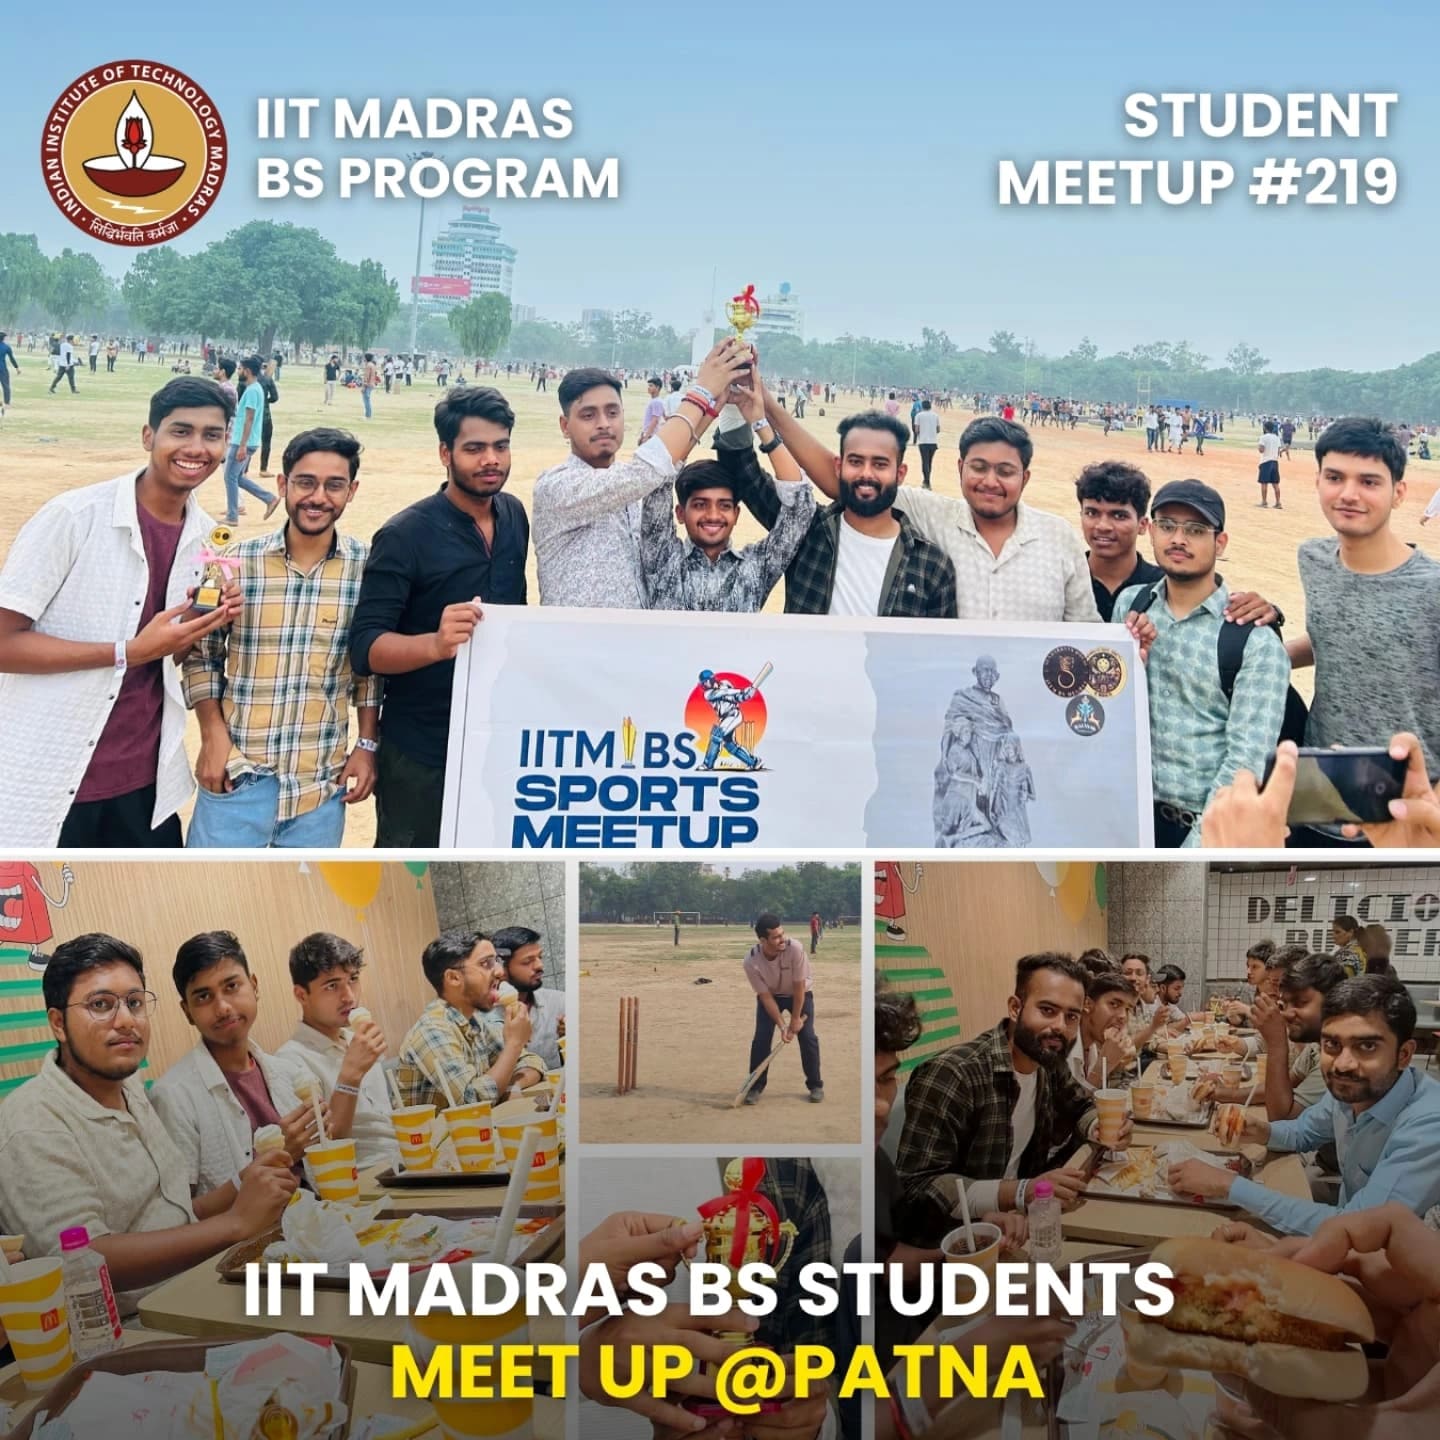 INDIAN INSTITUTE OF TECHNOLOGY MADRAS
सिद्धिर्भवति कर्मजा
IIT MADRAS
BS PROGRAM
STUDENT
MEETUP #219
IITM BS
SPORTS
MEETUP
DELICIO
IIT MADRAS BS STUDENTS
MEET UP @PATNA